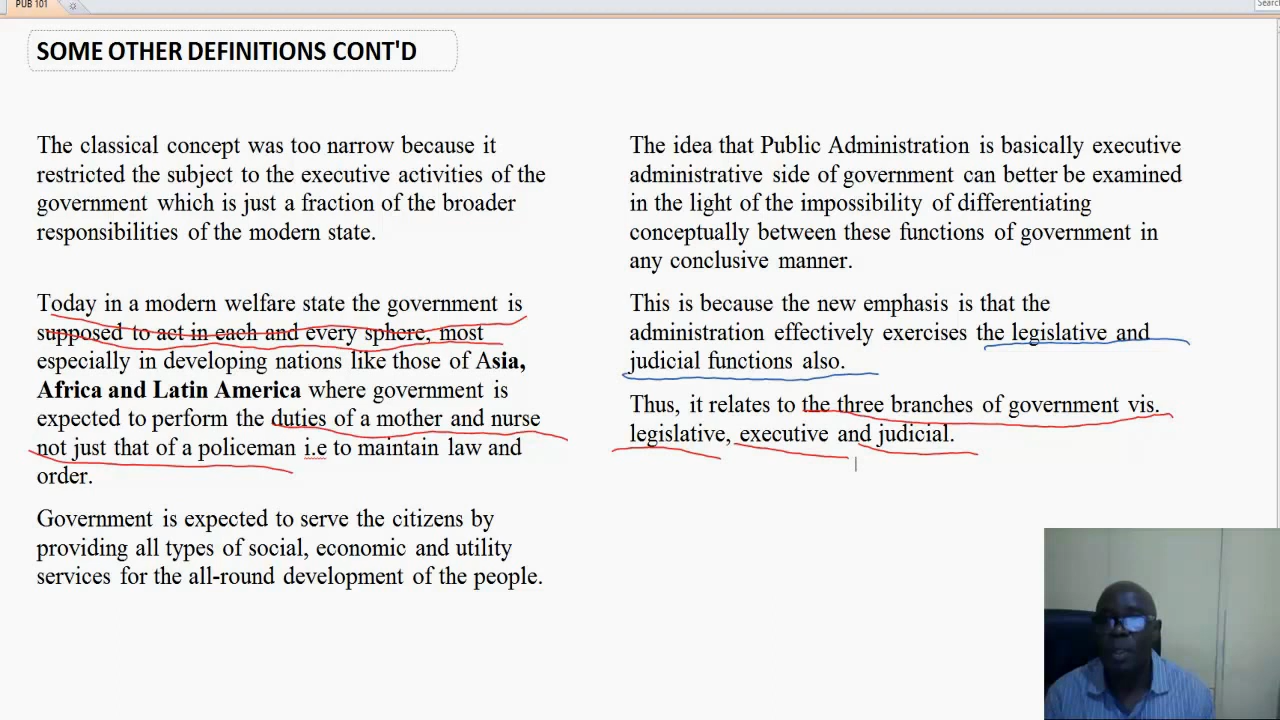 PUB 101
Searc
SOME OTHER DEFINITIONS CONT'D
The classical concept was too narrow because it
restricted the subject to the executive activities of the
government which is just a fraction of the broader
responsibilities of the modern state.
Today in a modern welfare state the government is
supposed to act in each and every sphere, most
especially in developing nations like those of Asia,
Africa and Latin America where government is
expected to perform the duties of a mother and nurse
not just that of a policeman i.e to maintain law and
order.
Government is expected to serve the citizens by
providing all types of social, economic and utility
services for the all-round development of the people.
The idea that Public Administration is basically executive
administrative side of government can better be examined
in the light of the impossibility of differentiating
conceptually between these functions of government in
any conclusive manner.
This is because the new emphasis is that the
administration effectively exercises the legislative and
judicial functions also.
Thus, it relates to the three branches of government vis.
legislative, executive and judicial.